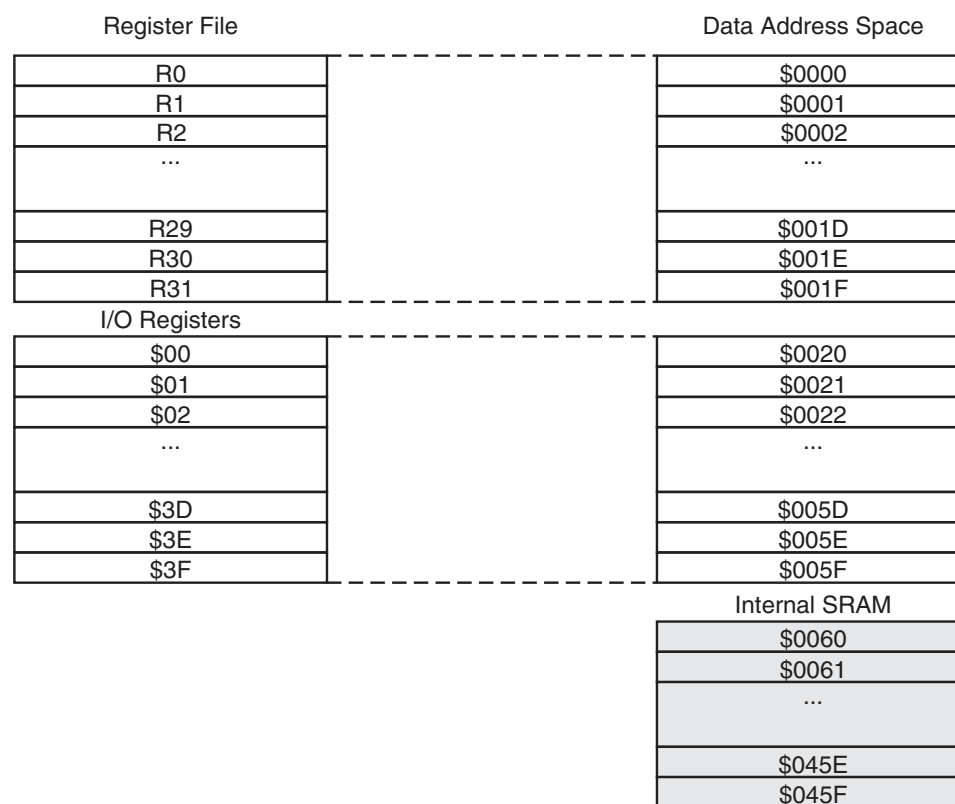 Register File
Data Address Space
R0
$0000
R1
$0001
R2
$0002
...
...
R29
$001D
R30
$001E
R31
$001F
I/O Registers
$00
$0020
$01
$0021
$02
$0022
...
...
$3D
$005D
$3E
$005E
$3F
$005F
Internal SRAM
$0060
$0061
...
$045E
$045F